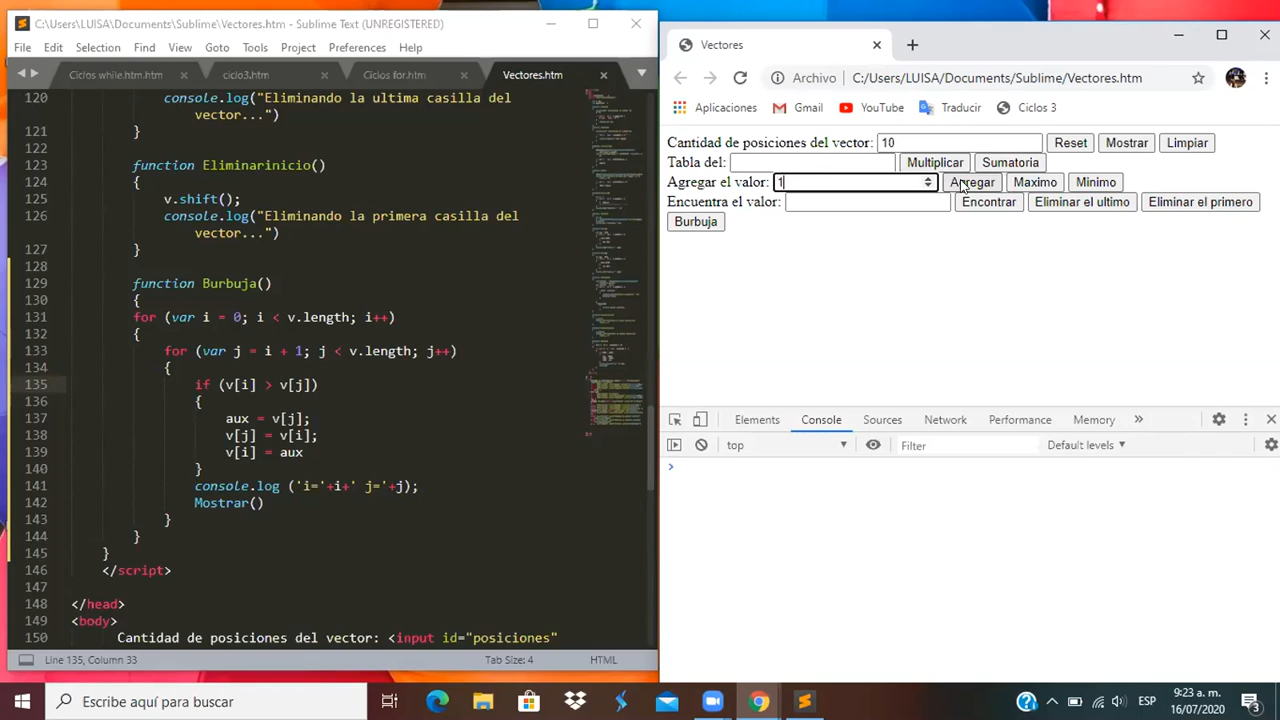 C:\Users\LUISA\Documents\Sublime\Vectores.htm - Sublime Text (UNREGISTERED)
File Edit Selection Find View Goto Tools Project Preferences Help
Ciclos while.htm.htm ciclo3.htm Ciclos for.htm Vectores.htm
120 console.log("Eliminando la ultima casilla del
vector...")
121 }
122
123 Eliminarinicio()
124 {
125 .shift();
126 console.log("Eliminando la primera casilla del
vector...")
127 }
128
129 Burbuja()
130 {
131 for (var i = 0; i < v.length; i++)
132 {
133 (var j = i + 1; j v.length; j++)
134 {
135 if (v[i] > v[j])
136
137 aux = v[j];
138 v[j] = v[i];
139 v[i] = aux
140 }
141 console.log ('i='+i+' j='+j);
142 Mostrar()
143 }
144 }
145 }
146 </script>
147
148 </head>
149 <body>
150 Cantidad de posiciones del vector: <input id="posiciones"
Line 135, Column 33 Tab Size: 4 HTML
Vectores
Archivo C:/Users/LUISA/Documents/Sublime/Vectores.htm
Aplicaciones Gmail YouTube Traducir Correos
Cantidad de posiciones del vector: 10 eset Mostrar Limpiar
Tabla del: Multiplicar Sumatori
Agregar el valor: 1 Agregar Maximo Minimo
Encuentra el valor: Encontrar inar el ultimo Eliminar el primero
Burbuja
Elements Console Sources Network Performa Memory »
top Filter Default levels
>
Escribe aquí para buscar
9:23 a. m.
16/07/2020
3